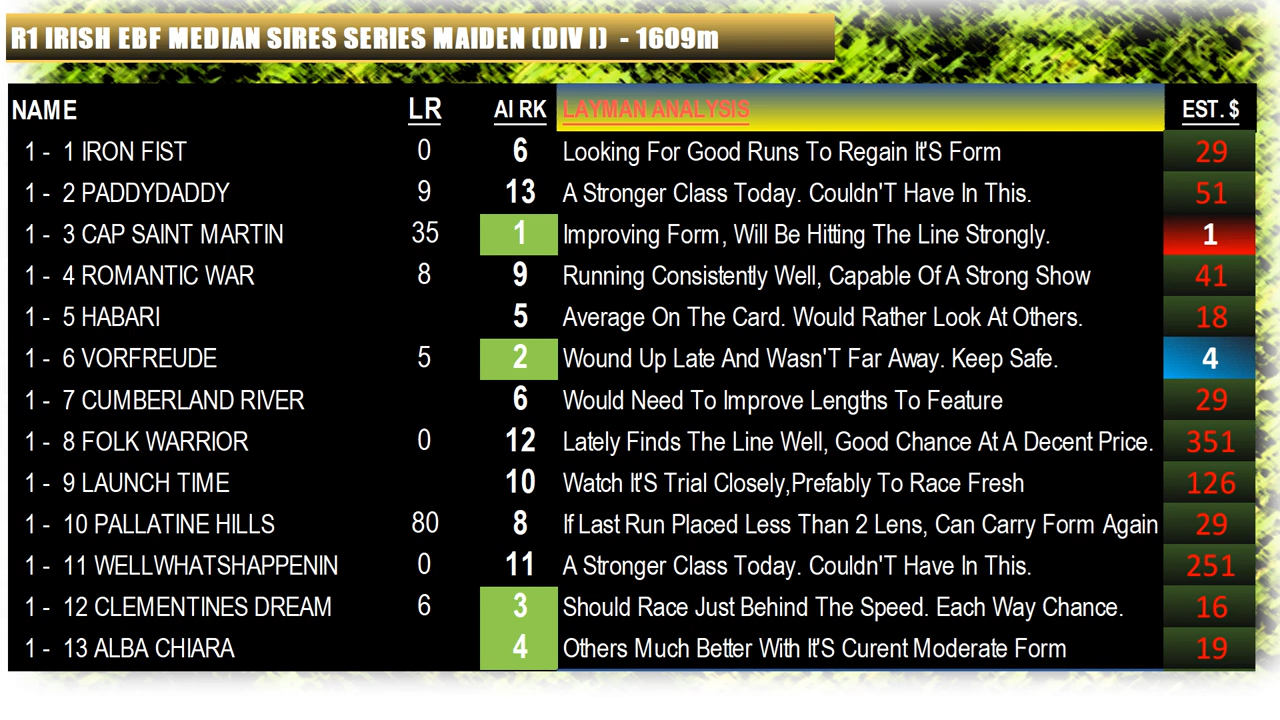 R1 IRISH EBF MEDIAN SIRES SERIES MAIDEN (DIV I) - 1609m
NAME LR AI RK LAYMAN ANALYSIS EST. $
1 - 1 IRON FIST 0 6 Looking For Good Runs To Regain It'S Form 29
1 - 2 PADDYDADDY 9 13 A Stronger Class Today. Couldn'T Have In This. 51
1 - 3 CAP SAINT MARTIN 35 1 Improving Form, Will Be Hitting The Line Strongly. 1
1 - 4 ROMANTIC WAR 8 9 Running Consistently Well, Capable Of A Strong Show 41
1 - 5 HABARI 5 Average On The Card. Would Rather Look At Others. 18
1 - 6 VORFREUDE 5 2 Wound Up Late And Wasn'T Far Away. Keep Safe. 4
1 - 7 CUMBERLAND RIVER 6 Would Need To Improve Lengths To Feature 29
1 - 8 FOLK WARRIOR 0 12 Lately Finds The Line Well, Good Chance At A Decent Price. 351
1 - 9 LAUNCH TIME 10 Watch It'S Trial Closely,Prefably To Race Fresh 126
1 - 10 PALLATINE HILLS 80 8 If Last Run Placed Less Than 2 Lens, Can Carry Form Again 29
1 - 11 WELLWHATSHAPPENIN 0 11 A Stronger Class Today. Couldn'T Have In This. 251
1 - 12 CLEMENTINES DREAM 6 3 Should Race Just Behind The Speed. Each Way Chance. 16
1 - 13 ALBA CHIARA 4 Others Much Better With It'S Curent Moderate Form 19